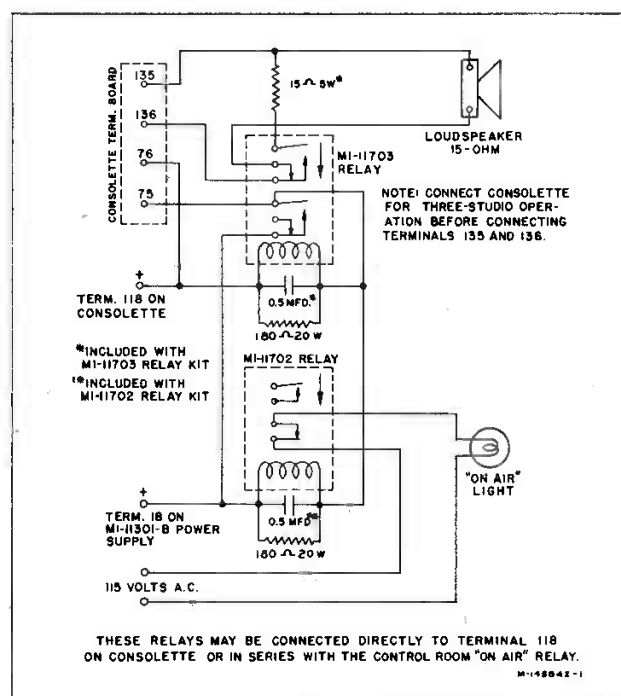 CONSOLETTE TERM. BOARD
135
136
76
75
15 Ω 5W*
MI-11703
RELAY
LOUDSPEAKER
15-OHM
NOTE: CONNECT CONSOLETTE
FOR THREE-STUDIO OPER-
ATION BEFORE CONNECTING
TERMINALS 135 AND 136.
+
TERM. 118 ON
CONSOLETTE
0.5 MFD.*
180 Ω 20 W
*INCLUDED WITH
MI-11703 RELAY KIT
**INCLUDED WITH
MI-11702 RELAY KIT
MI-11702 RELAY
"ON AIR"
LIGHT
+
TERM. 18 ON
MI-11301-B POWER
SUPPLY
0.5 MFD**
180 Ω 20 W
115 VOLTS A.C.
THESE RELAYS MAY BE CONNECTED DIRECTLY TO TERMINAL 118
ON CONSOLETTE OR IN SERIES WITH THE CONTROL ROOM "ON AIR" RELAY.